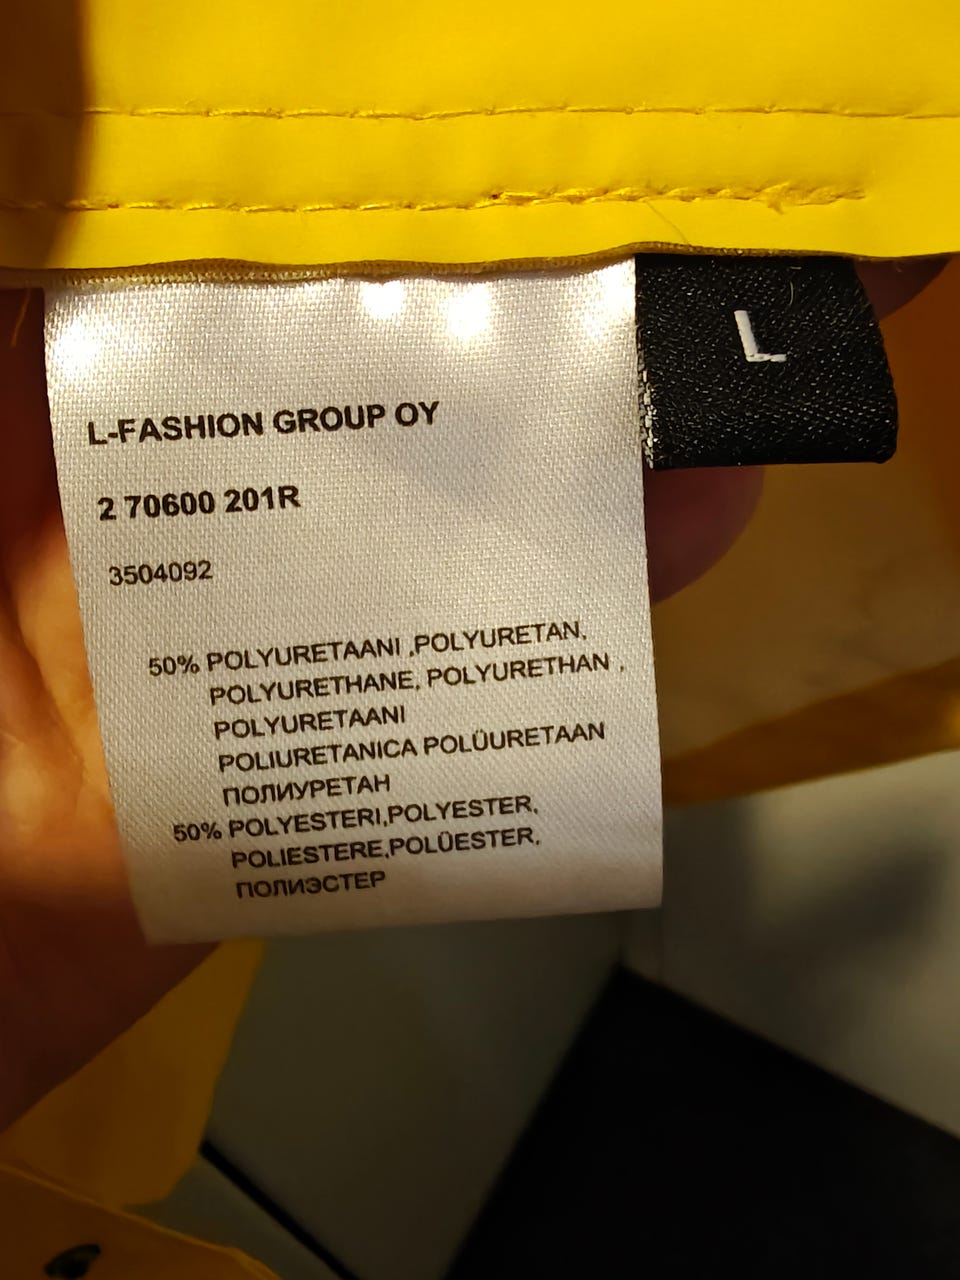 L
L-FASHION GROUP OY
2 70600 201R
3504092
50% POLYURETAANI ,POLYURETAN,
POLYURETHANE, POLYURETHAN ,
POLYURETAANI
POLIURETANICA POLÜURETAAN
ПОЛИУРЕТАН
50% POLYESTERI,POLYESTER,
POLIESTERE,POLÜESTER,
ПОЛИЭСТЕР